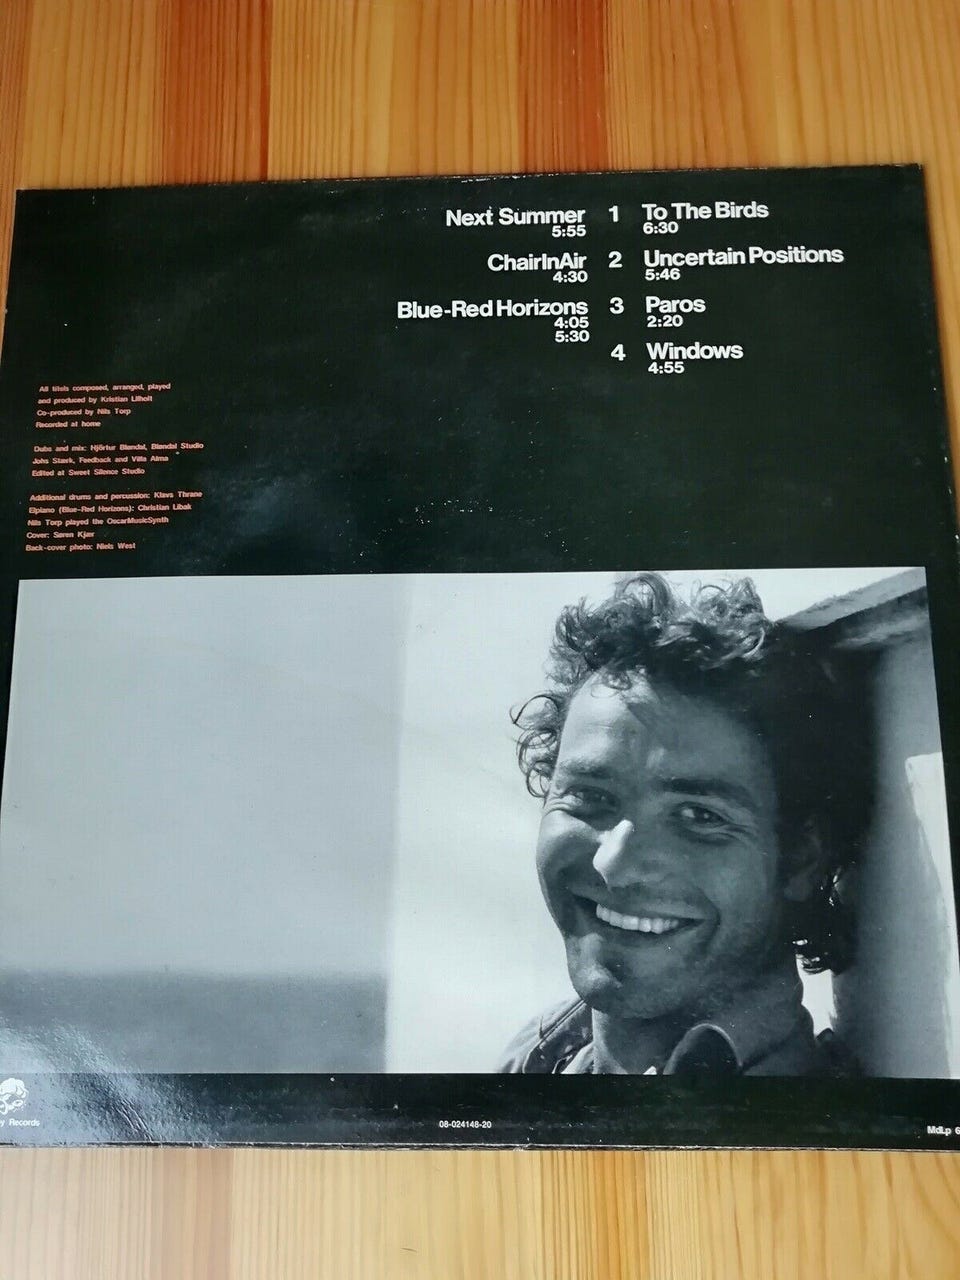 Next Summer 1 To The Birds
5:55 6:30
ChairInAir 2 Uncertain Positions
4:30 5:46
Blue-Red Horizons 3 Paros
4:05 2:20
5:30
4 Windows
4:55
All titels composed, arranged, played
and produced by Kristian Lilholt
Co-produced by Nils Torp
Recorded at home
Dubs and mix: Hjörtur Bløndal, Bløndal Studio
Johs Stærk, Feedback and Villa Alma
Edited at Sweet Silence Studio
Additional drums and percussion: Klavs Thrane
Elpiano (Blue-Red Horizons): Christian Libak
Nils Torp played the OscarMusicSynth
Cover: Søren Kjær
Back-cover photo: Niels West
y Records
08-024148-20
MdLp 6